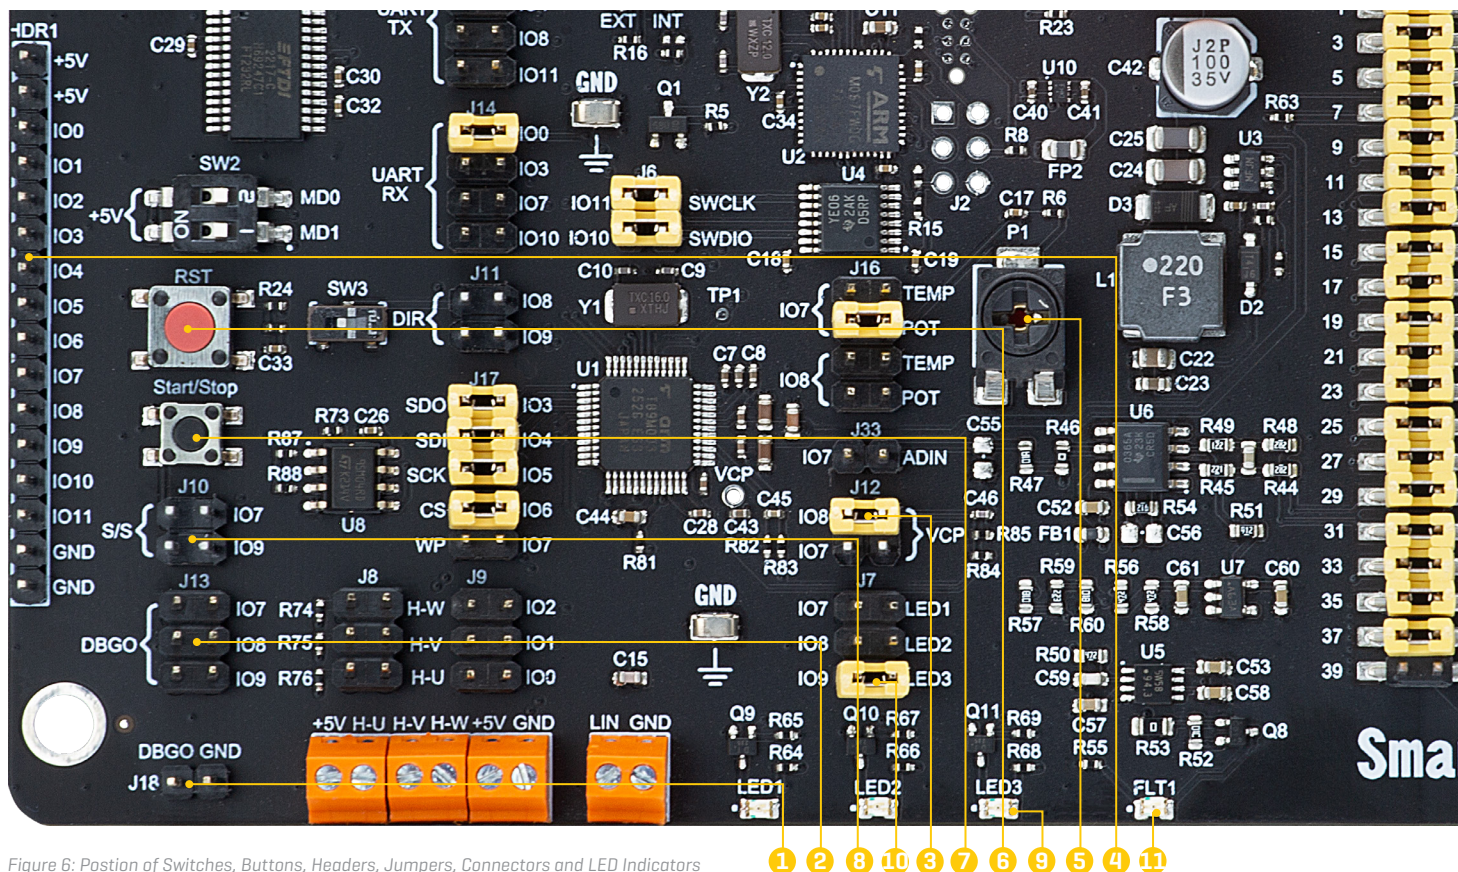 HDR1
+5V
+5V
IO0
IO1
IO2
IO3
IO4
IO5
IO6
IO7
IO8
IO9
IO10
IO11
GND
GND
C29
FTDI
C30
C32
UART
TX
IO8
IO11
EXT INT
R16
GND
Q1
R5
Y2
C34
ARM
U2
R23
U10
C40 C41
R8
FP2
J2
C42
J2P
100
35V
C25
C24
D3
R63
U3
3
5
7
9
11
13
15
17
19
21
23
25
27
29
31
33
35
37
39
SW2
+5V
ON
2
1
MD0
MD1
J14
UART
RX
IO0
IO3
IO7
IO10
J6
IO11 SWCLK
IO10 SWDIO
U4
C17 R6
P1
R15
C18 C19
RST
R24
C33
SW3
J11
DIR
IO8
IO9
C10 C9
Y1
TP1
J16
IO7
TEMP
POT
IO8
TEMP
POT
L1
220
F3
D2
C22
C23
Start/Stop
R73 C26
R87
R88
U8
J17
SDO IO3
SDI IO4
SCK IO5
CS IO6
WP IO7
U1
arm
C7 C8
VCP
C44
R81
C28 C43
C45
R82
R83
J33
IO7 ADIN
J12
IO8
IO7
VCP
C55
R46
R47
C46
R85
R84
U6
R49 R48
R45 R44
C52 R54
FB1 C56
R51
J10
S/S
IO7
IO9
J13
DBGO
IO7
IO8
IO9
J8
R74 H-W
R75 H-V
R76 H-U
J9
IO2
IO1
IO0
GND
C15
J7
IO7 LED1
IO8 LED2
IO9 LED3
R59 R56 C61 U7 C60
R57 R60 R58
R50
C59
U5
C53
C58
C57
R55
R53
R52
Q8
DBGO GND
J18
+5V H-U H-V H-W +5V GND
LIN GND
Q9 R65
R64
LED1
Q10 R67
R66
LED2
Q11 R69
R68
LED3
FLT1
Sma
1 2 8 10 3 7 6 9 5 4 11
Figure 6: Postion of Switches, Buttons, Headers, Jumpers, Connectors and LED Indicators